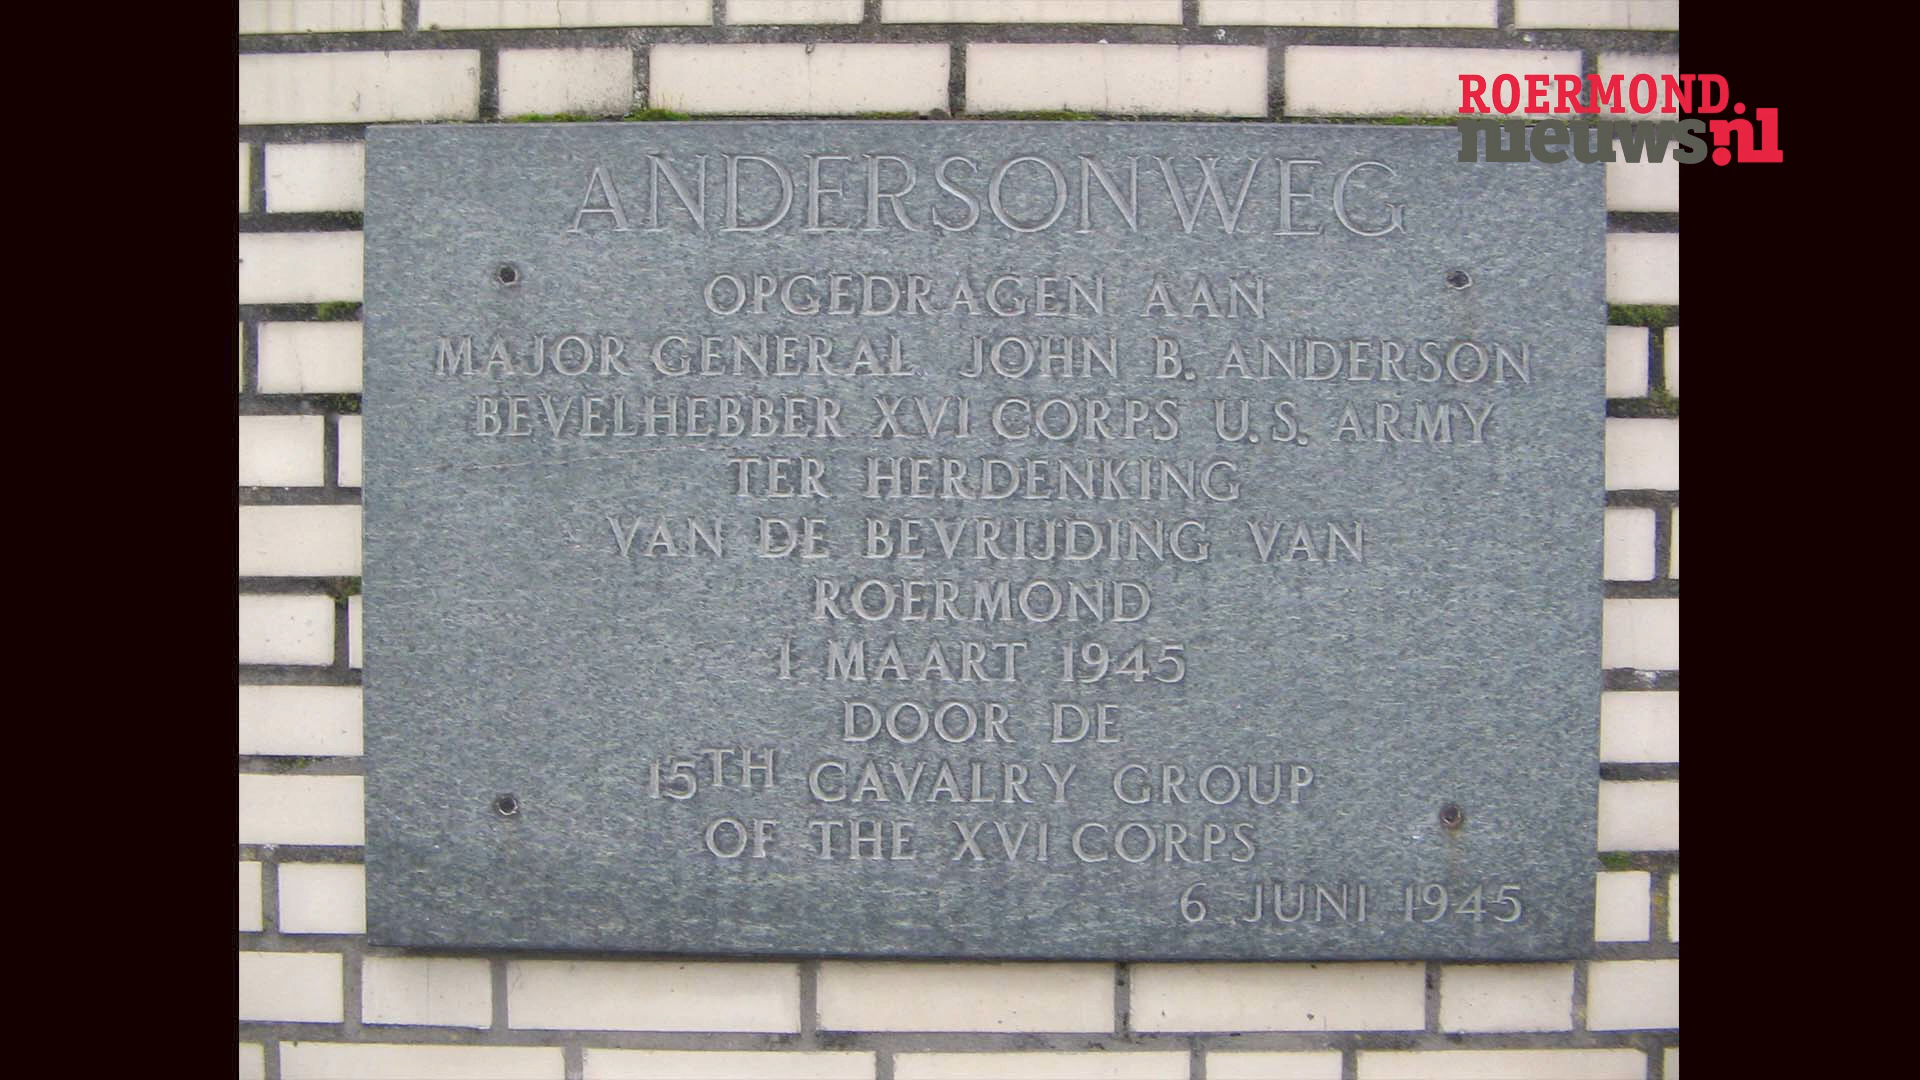 ROERMOND.
nieuws.nl
ANDERSONWEG
OPGEDRAGEN AAN
MAJOR GENERAL JOHN B. ANDERSON
BEVELHEBBER XVI CORPS U.S. ARMY
TER HERDENKING
VAN DE BEVRIJDING VAN
ROERMOND
1 MAART 1945
DOOR DE
15TH CAVALRY GROUP
OF THE XVI CORPS
6 JUNI 1945